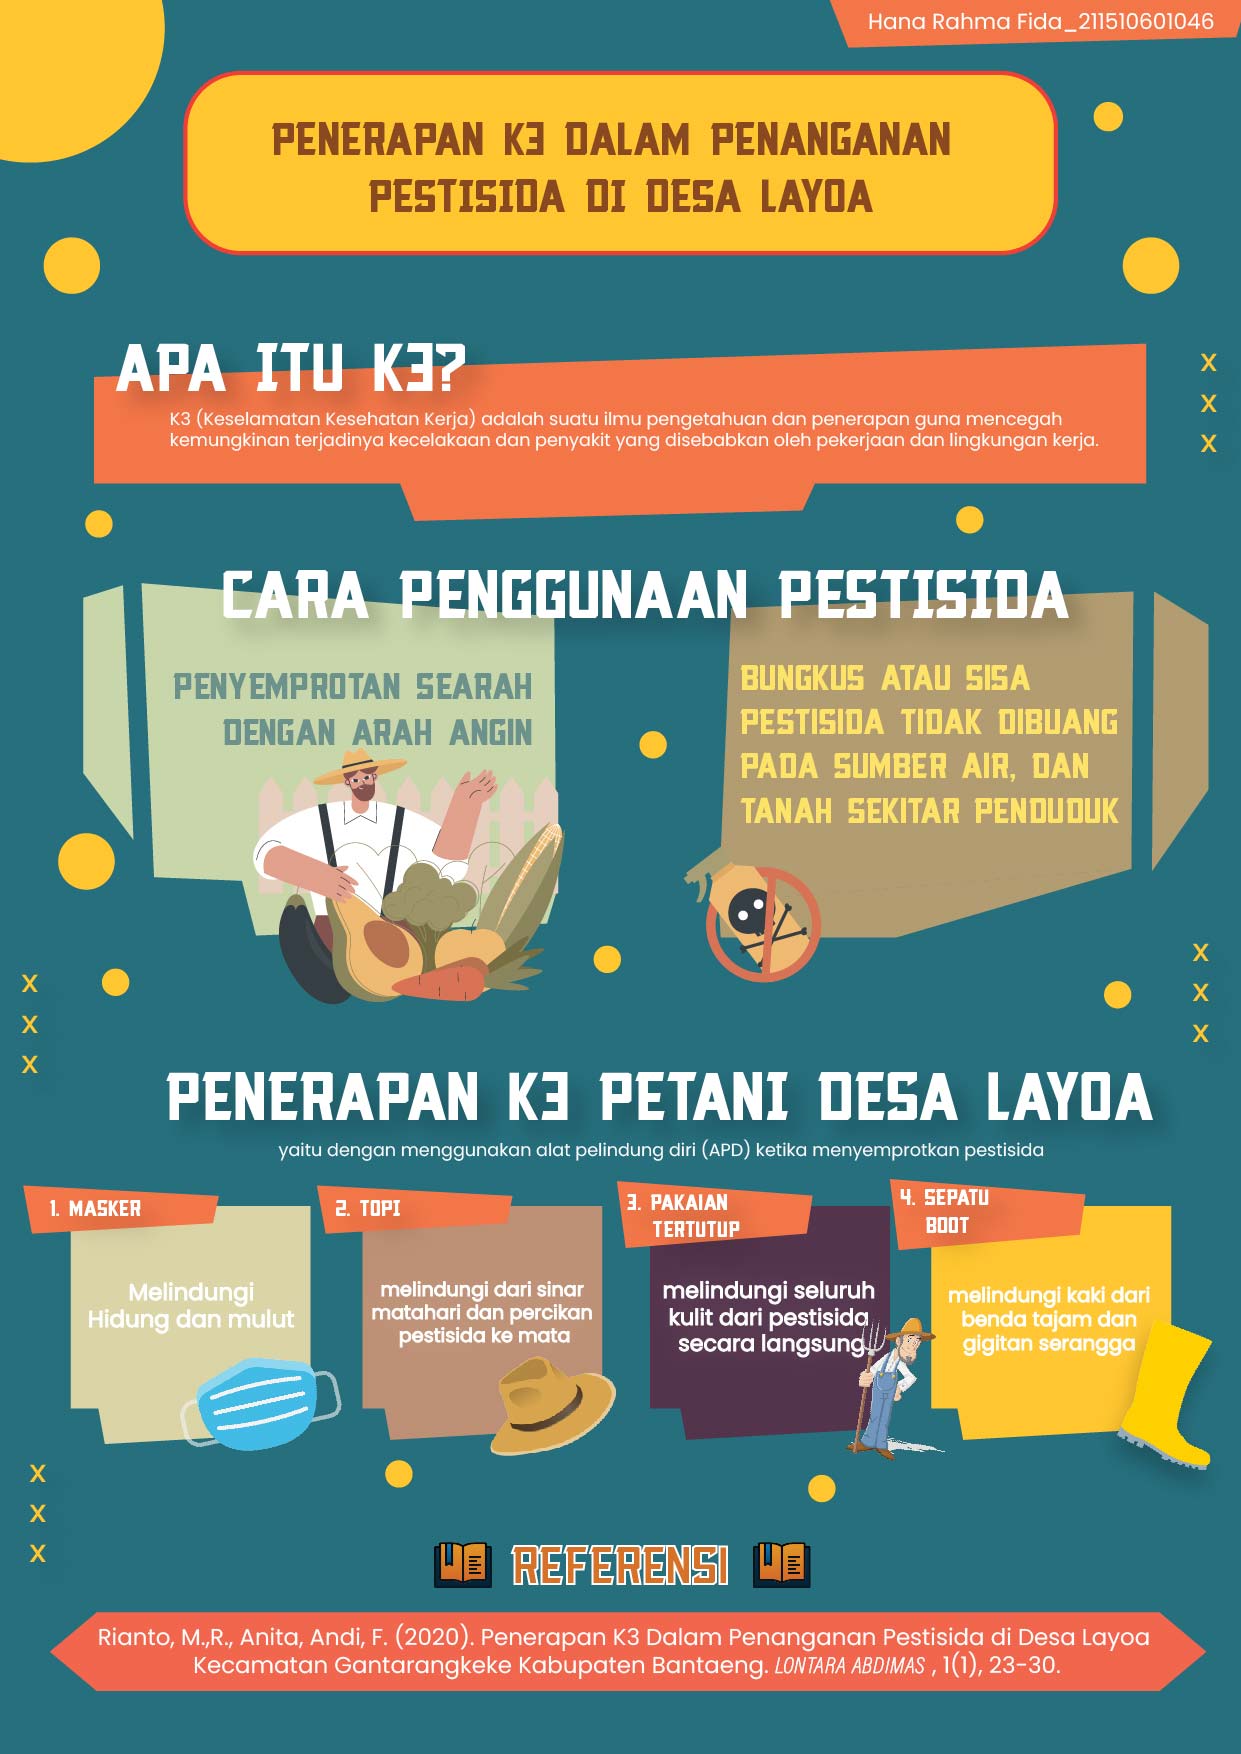 Hana Rahma Fida_211510601046
PENERAPAN K3 DALAM PENANGANAN
PESTISIDA DI DESA LAYOA
APA ITU K3?
K3 (Keselamatan Kesehatan Kerja) adalah suatu ilmu pengetahuan dan penerapan guna mencegah
kemungkinan terjadinya kecelakaan dan penyakit yang disebabkan oleh pekerjaan dan lingkungan kerja.
X
X
X
CARA PENGGUNAAN PESTISIDA
PENYEMPROTAN SEARAH
DENGAN ARAH ANGIN
BUNGKUS ATAU SISA
PESTISIDA TIDAK DIBUANG
PADA SUMBER AIR, DAN
TANAH SEKITAR PENDUDUK
X
X
X
X
X
X
PENERAPAN K3 PETANI DESA LAYOA
yaitu dengan menggunakan alat pelindung diri (APD) ketika menyemprotkan pestisida
1. MASKER
Melindungi
Hidung dan mulut
2. TOPI
melindungi dari sinar
matahari dan percikan
pestisida ke mata
3. PAKAIAN
TERTUTUP
melindungi seluruh
kulit dari pestisida
secara langsung
4. SEPATU
BOOT
melindungi kaki dari
benda tajam dan
gigitan serangga
X
X
X
REFERENSI
Rianto, M.,R., Anita, Andi, F. (2020). Penerapan K3 Dalam Penanganan Pestisida di Desa Layoa
Kecamatan Gantarangkeke Kabupaten Bantaeng. LONTARA ABDIMAS , 1(1), 23-30.